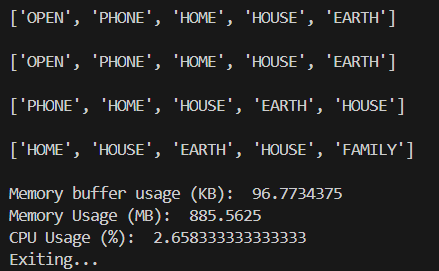 ['OPEN', 'PHONE', 'HOME', 'HOUSE', 'EARTH']
['OPEN', 'PHONE', 'HOME', 'HOUSE', 'EARTH']
['PHONE', 'HOME', 'HOUSE', 'EARTH', 'HOUSE']
['HOME', 'HOUSE', 'EARTH', 'HOUSE', 'FAMILY']
Memory buffer usage (KB):  96.7734375
Memory Usage (MB):  885.5625
CPU Usage (%):  2.658333333333333
Exiting...